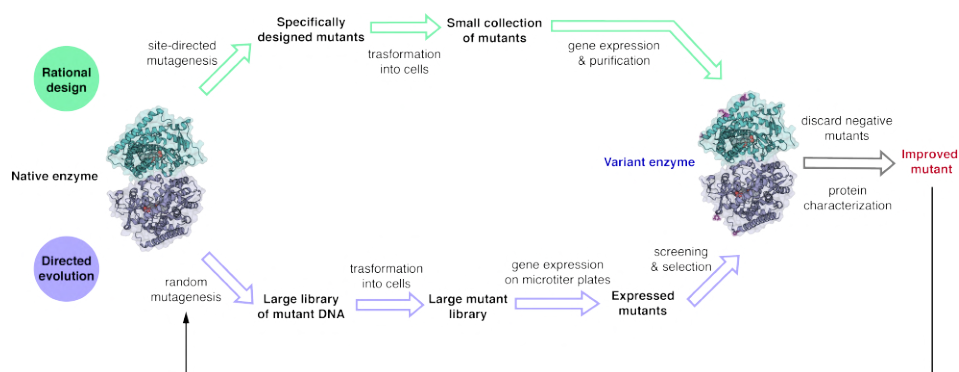 Rational
design
site-directed
mutagenesis
Specifically
designed mutants
trasformation
into cells
Small collection
of mutants
gene expression
& purification
Native enzyme
Variant enzyme
discard negative
mutants
protein
characterization
Improved
mutant
Directed
evolution
random
mutagenesis
Large library
of mutant DNA
trasformation
into cells
Large mutant
library
gene expression
on microtiter plates
Expressed
mutants
screening
& selection